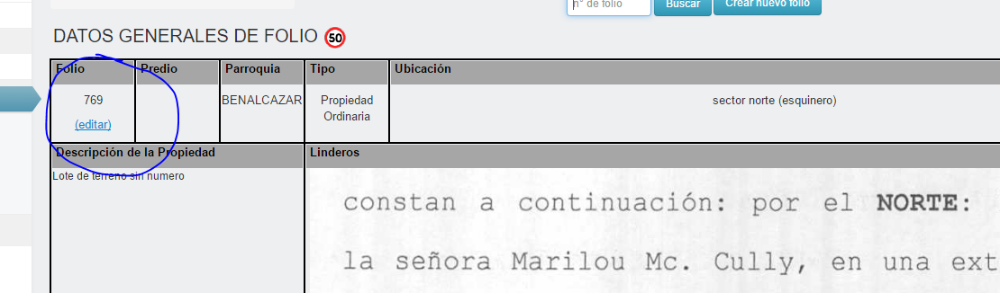 n° de folio Buscar Crear nuevo folio
DATOS GENERALES DE FOLIO 50
Folio Predio Parroquia Tipo Ubicación
769 BENALCAZAR Propiedad Ordinaria sector norte (esquinero)
(editar)
Descripción de la Propiedad Linderos
Lote de terreno sin numero
constan a continuación: por el NORTE:
la señora Marilou Mc. Cully, en una ext